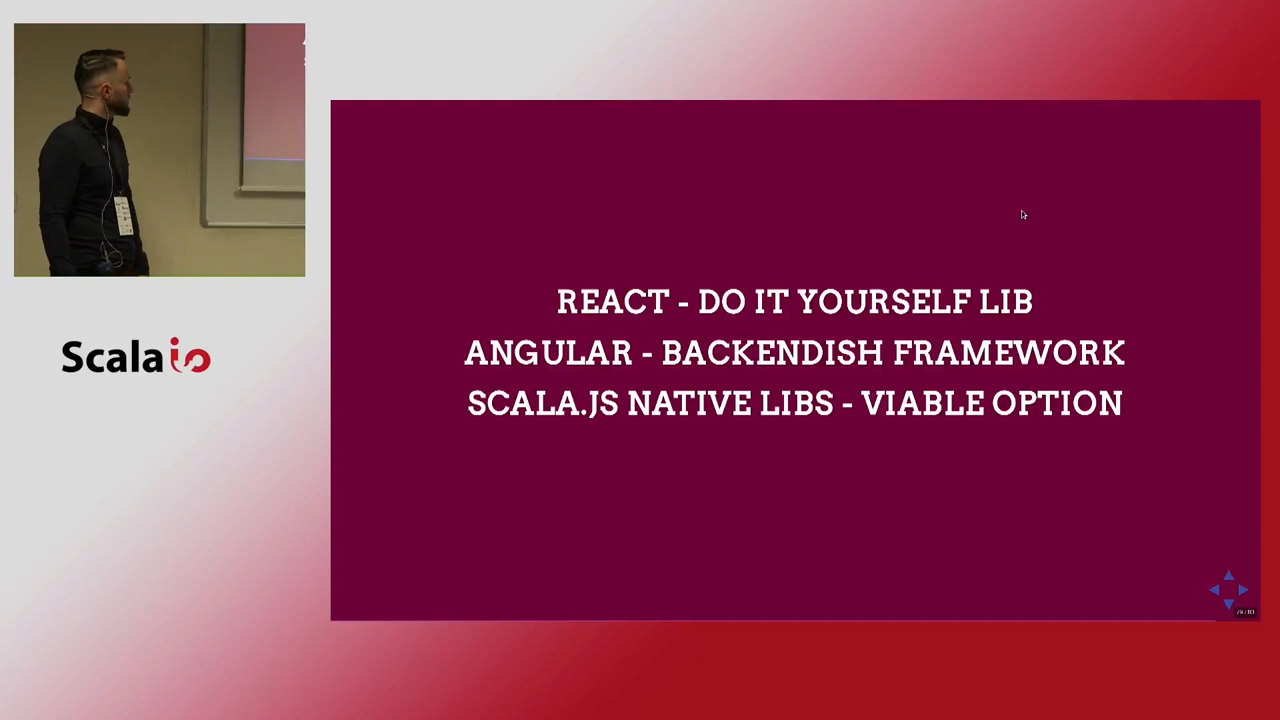 Scala io
REACT - DO IT YOURSELF LIB
ANGULAR - BACKENDISH FRAMEWORK
SCALA.JS NATIVE LIBS - VIABLE OPTION